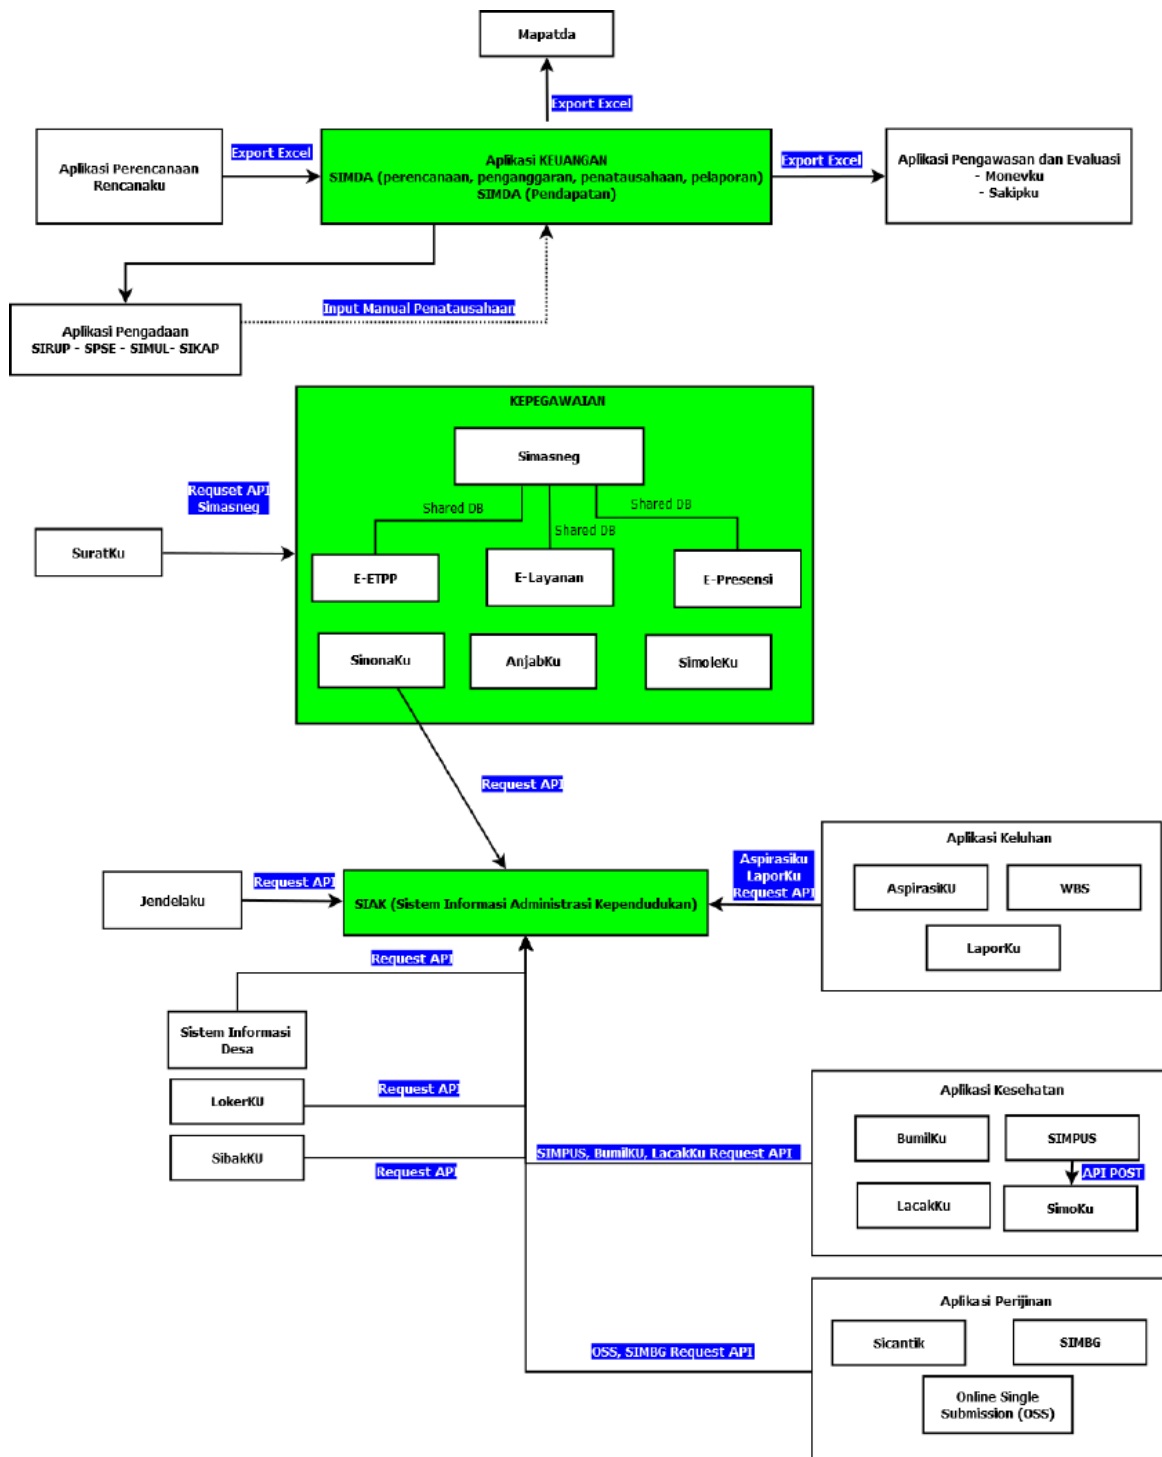 Mapatda
Export Excel
Aplikasi Perencanaan
Rencanaku
Export Excel
Aplikasi KEUANGAN
SIMDA (perencanaan, penganggaran, penatausahaan, pelaporan)
SIMDA (Pendapatan)
Export Excel
Aplikasi Pengawasan dan Evaluasi
- Monevku
- Sakipku
Input Manual Penatausahaan
Aplikasi Pengadaan
SIRUP - SPSE - SIMUL- SIKAP
KEPEGAWAIAN
Simasneg
Requset API
Simasneg
Shared DB
Shared DB
Shared DB
SuratKu
E-ETPP
E-Layanan
E-Presensi
SinonaKu
AnjabKu
SimoleKu
Request API
Aplikasi Keluhan
Aspirasiku
LaporKu
Request API
AspirasiKU
WBS
LaporKu
Jendelaku
Request API
SIAK (Sistem Informasi Administrasi Kependudukan)
Request API
Sistem Informasi
Desa
LokerKU
Request API
SibakKU
Request API
Aplikasi Kesehatan
BumilKu
SIMPUS
SIMPUS, BumilKU, LacakKu Request API
API POST
LacakKu
SimoKu
Aplikasi Perijinan
Sicantik
SIMBG
OSS, SIMBG Request API
Online Single
Submission (OSS)